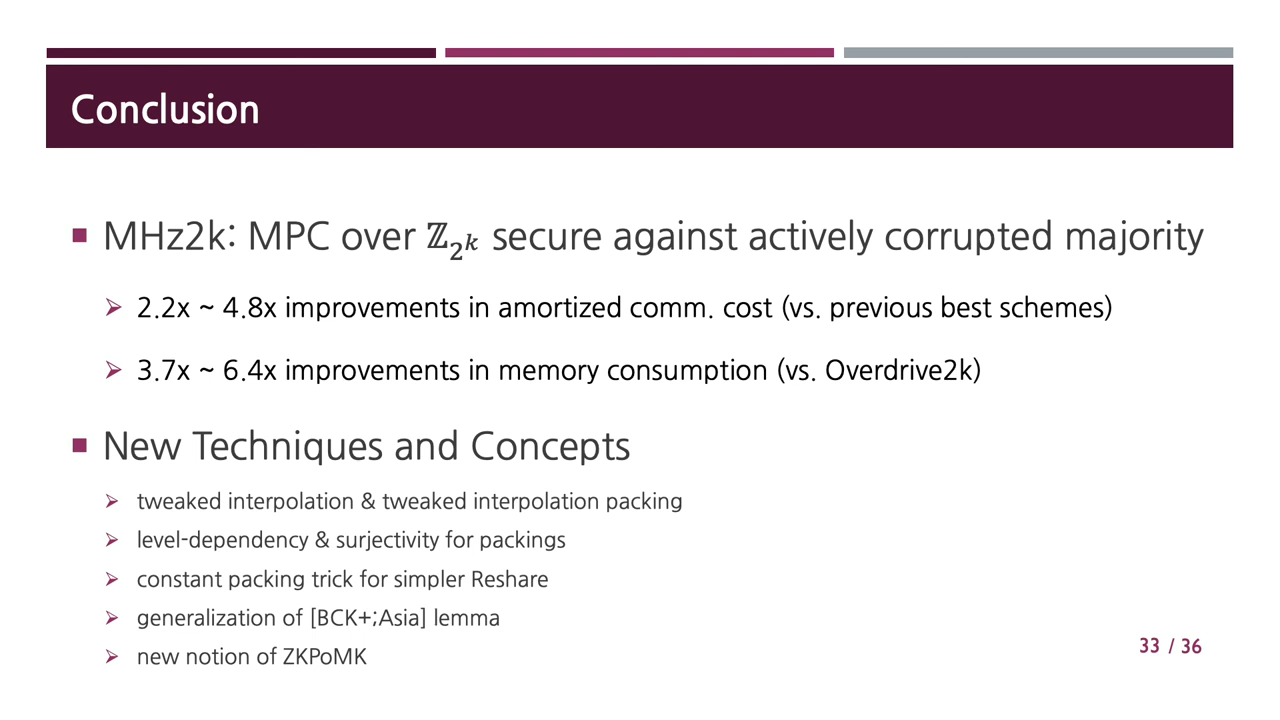 Conclusion
MHz2k: MPC over ℤ₂ᵏ secure against actively corrupted majority
2.2x ~ 4.8x improvements in amortized comm. cost (vs. previous best schemes)
3.7x ~ 6.4x improvements in memory consumption (vs. Overdrive2k)
New Techniques and Concepts
tweaked interpolation & tweaked interpolation packing
level-dependency & surjectivity for packings
constant packing trick for simpler Reshare
generalization of [BCK+;Asia] lemma
new notion of ZKPoMK
33 / 36